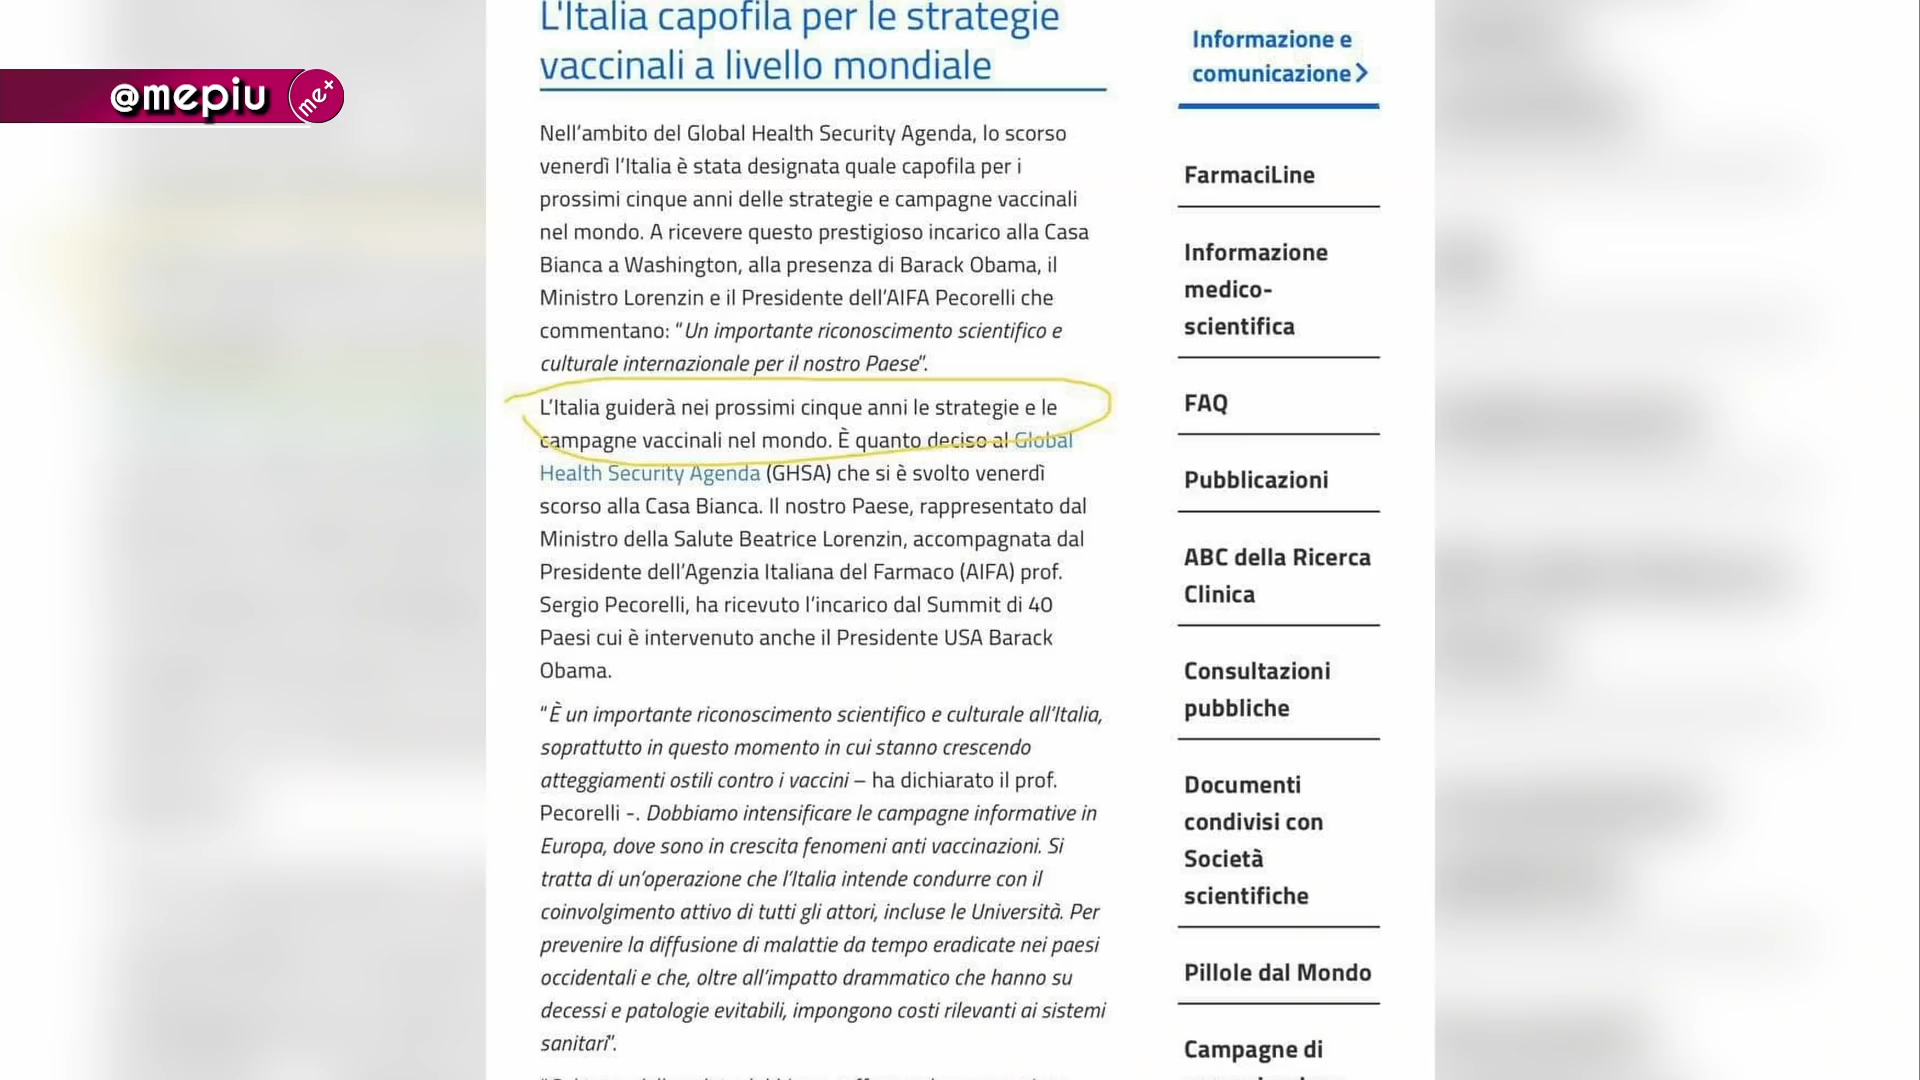 @mepiu
me+
L'Italia capofila per le strategie
vaccinali a livello mondiale
Nell'ambito del Global Health Security Agenda, lo scorso
venerdì l'Italia è stata designata quale capofila per i
prossimi cinque anni delle strategie e campagne vaccinali
nel mondo. A ricevere questo prestigioso incarico alla Casa
Bianca a Washington, alla presenza di Barack Obama, il
Ministro Lorenzin e il Presidente dell'AIFA Pecorelli che
commentano: “Un importante riconoscimento scientifico e
culturale internazionale per il nostro Paese”.
L'Italia guiderà nei prossimi cinque anni le strategie e le
campagne vaccinali nel mondo. È quanto deciso al Global
Health Security Agenda (GHSA) che si è svolto venerdì
scorso alla Casa Bianca. Il nostro Paese, rappresentato dal
Ministro della Salute Beatrice Lorenzin, accompagnata dal
Presidente dell'Agenzia Italiana del Farmaco (AIFA) prof.
Sergio Pecorelli, ha ricevuto l'incarico dal Summit di 40
Paesi cui è intervenuto anche il Presidente USA Barack
Obama.
“È un importante riconoscimento scientifico e culturale all'Italia,
soprattutto in questo momento in cui stanno crescendo
atteggiamenti ostili contro i vaccini – ha dichiarato il prof.
Pecorelli -. Dobbiamo intensificare le campagne informative in
Europa, dove sono in crescita fenomeni anti vaccinazioni. Si
tratta di un'operazione che l'Italia intende condurre con il
coinvolgimento attivo di tutti gli attori, incluse le Università. Per
prevenire la diffusione di malattie da tempo eradicate nei paesi
occidentali e che, oltre all'impatto drammatico che hanno su
decessi e patologie evitabili, impongono costi rilevanti ai sistemi
sanitari”.
Informazione e
comunicazione
FarmaciLine
Informazione
medico-
scientifica
FAQ
Pubblicazioni
ABC della Ricerca
Clinica
Consultazioni
pubbliche
Documenti
condivisi con
Società
scientifiche
Pillole dal Mondo
Campagne di